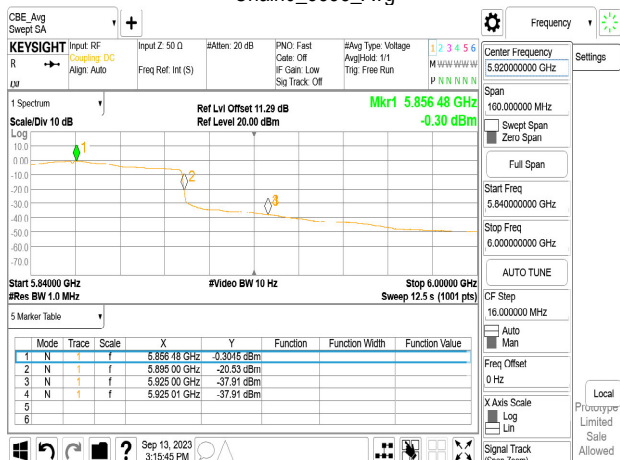 CBE_Avg
Swept SA
+
Frequency
KEYSIGHT
R
Input: RF
Coupling: DC
Align: Auto
Input Z: 50 Ω
Freq Ref: Int (S)
#Atten: 20 dB
PNO: Fast
Gate: Off
IF Gain: Low
Sig Track: Off
#Avg Type: Voltage
Avg|Hold: 1/1
Trig: Free Run
1 2 3 4 5 6
M W W W W W
P N N N N N
Center Frequency
5.920000000 GHz
Settings
1 Spectrum
Scale/Div 10 dB
Ref Lvl Offset 11.29 dB
Ref Level 20.00 dBm
Mkr1 5.856 48 GHz
-0.30 dBm
Span
160.000000 MHz
Swept Span
Zero Span
Full Span
Log
10.0
0.00
-10.0
-20.0
-30.0
-40.0
-50.0
-60.0
-70.0
1
2
Start Freq
5.840000000 GHz
Stop Freq
6.000000000 GHz
AUTO TUNE
Start 5.84000 GHz
#Res BW 1.0 MHz
#Video BW 10 Hz
Stop 6.00000 GHz
Sweep 12.5 s (1001 pts)
CF Step
16.000000 MHz
Auto
Man
5 Marker Table
Mode Trace Scale X Y Function Function Width Function Value
1 N 1 f 5.856 48 GHz -0.3045 dBm
2 N 1 f 5.895 00 GHz -20.53 dBm
3 N 1 f 5.925 00 GHz -37.91 dBm
4 N 1 f 5.925 01 GHz -37.91 dBm
5
6
Freq Offset
0 Hz
X Axis Scale
Log
Lin
Local
Prototype
Limited
Sale
Allowed
Signal Track
(Span Zoom)
?
Sep 13, 2023
3:15:45 PM